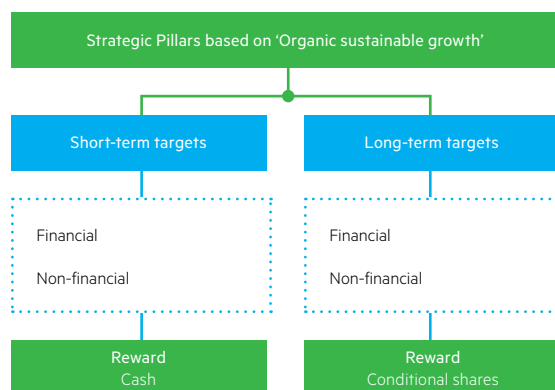 Strategic Pillars based on ‘Organic sustainable growth’
Short-term targets
Long-term targets
Financial
Non-financial
Financial
Non-financial
Reward
Cash
Reward
Conditional shares